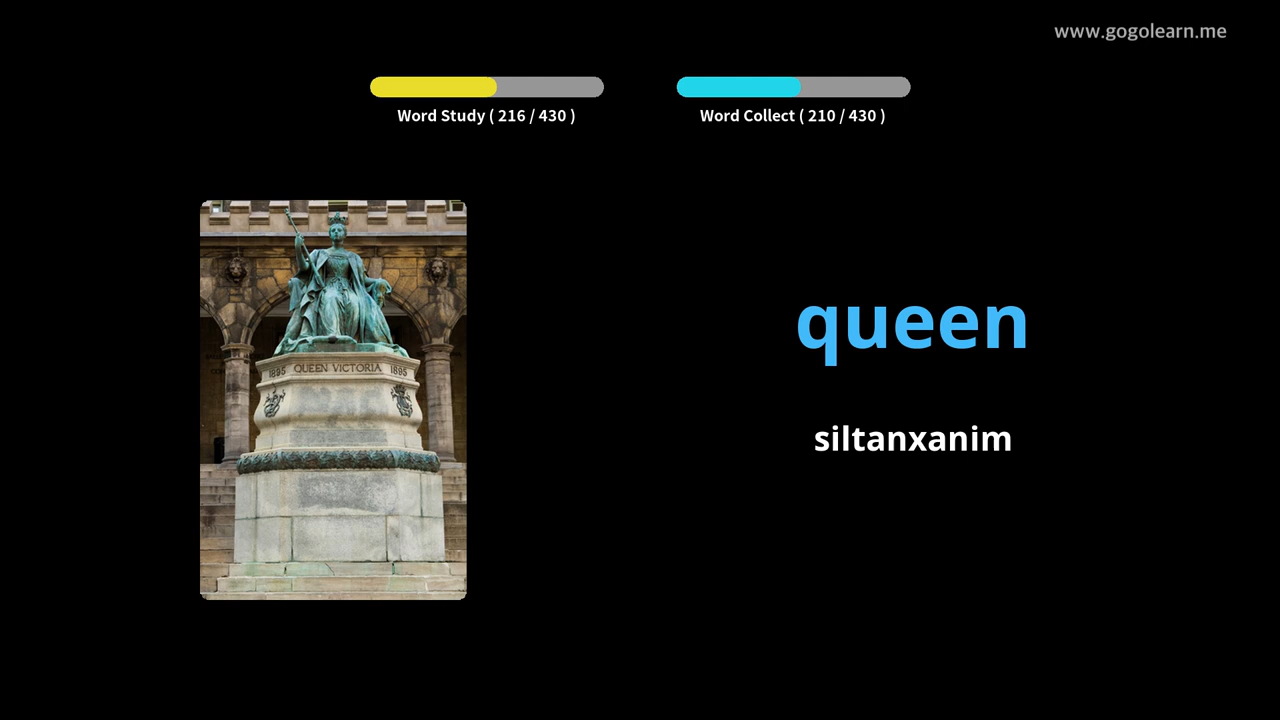 www.gogolearn.me
Word Study ( 216 / 430 )
Word Collect ( 210 / 430 )
queen
siltanxanim
1895 QUEEN VICTORIA 1895